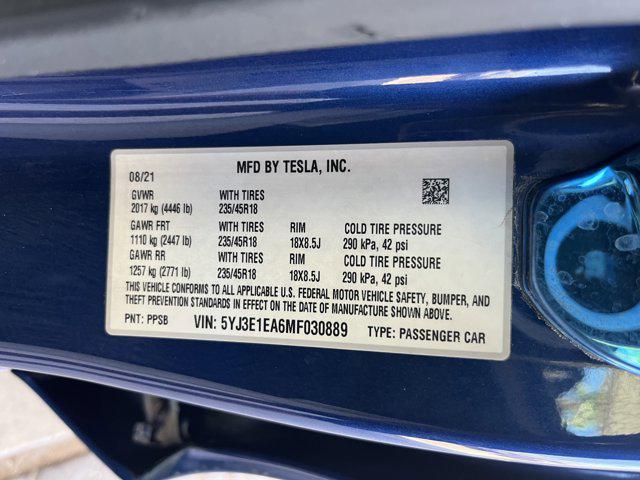 MFD BY TESLA, INC.
08/21
GVWR WITH TIRES
2017 kg (4446 lb) 235/45R18
GAWR FRT WITH TIRES RIM COLD TIRE PRESSURE
1110 kg (2447 lb) 235/45R18 18X8.5J 290 kPa, 42 psi
GAWR RR WITH TIRES RIM COLD TIRE PRESSURE
1257 kg (2771 lb) 235/45R18 18X8.5J 290 kPa, 42 psi
THIS VEHICLE CONFORMS TO ALL APPLICABLE U.S. FEDERAL MOTOR VEHICLE SAFETY, BUMPER, AND
THEFT PREVENTION STANDARDS IN EFFECT ON THE DATE OF MANUFACTURE SHOWN ABOVE.
PNT: PPSB VIN: 5YJ3E1EA6MF030889 TYPE: PASSENGER CAR